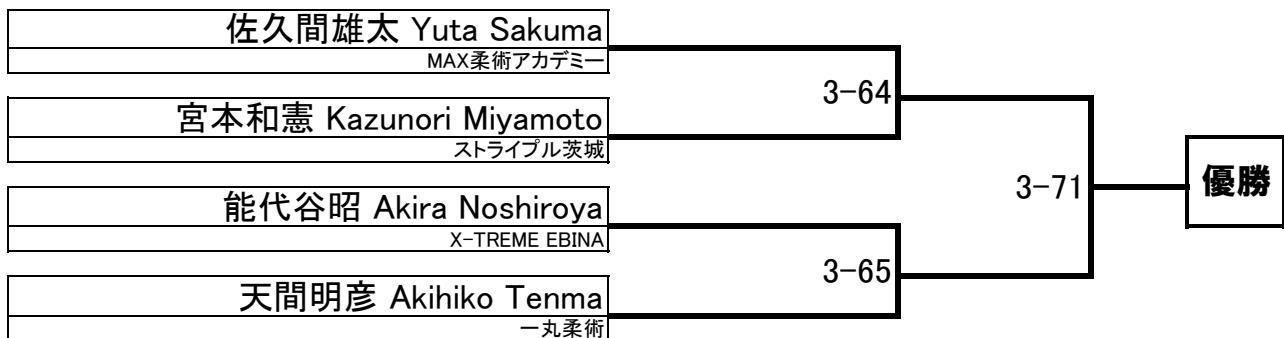 佐久間雄太 Yuta Sakuma
MAX柔術アカデミー
3-64
宮本和憲 Kazunori Miyamoto
ストライプル茨城
3-71
優勝
能代谷昭 Akira Noshiroya
X-TREME EBINA
3-65
天間明彦 Akihiko Tenma
一丸柔術